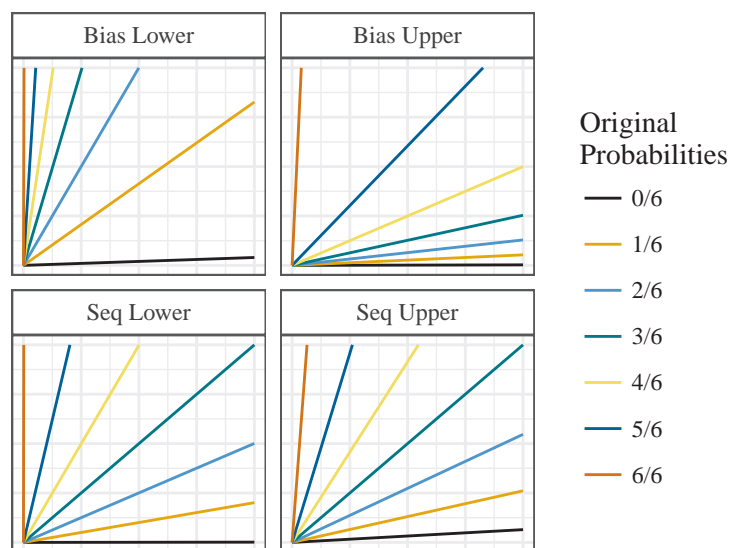 Bias Lower
Bias Upper
Seq Lower
Seq Upper
Original
Probabilities
0/6
1/6
2/6
3/6
4/6
5/6
6/6